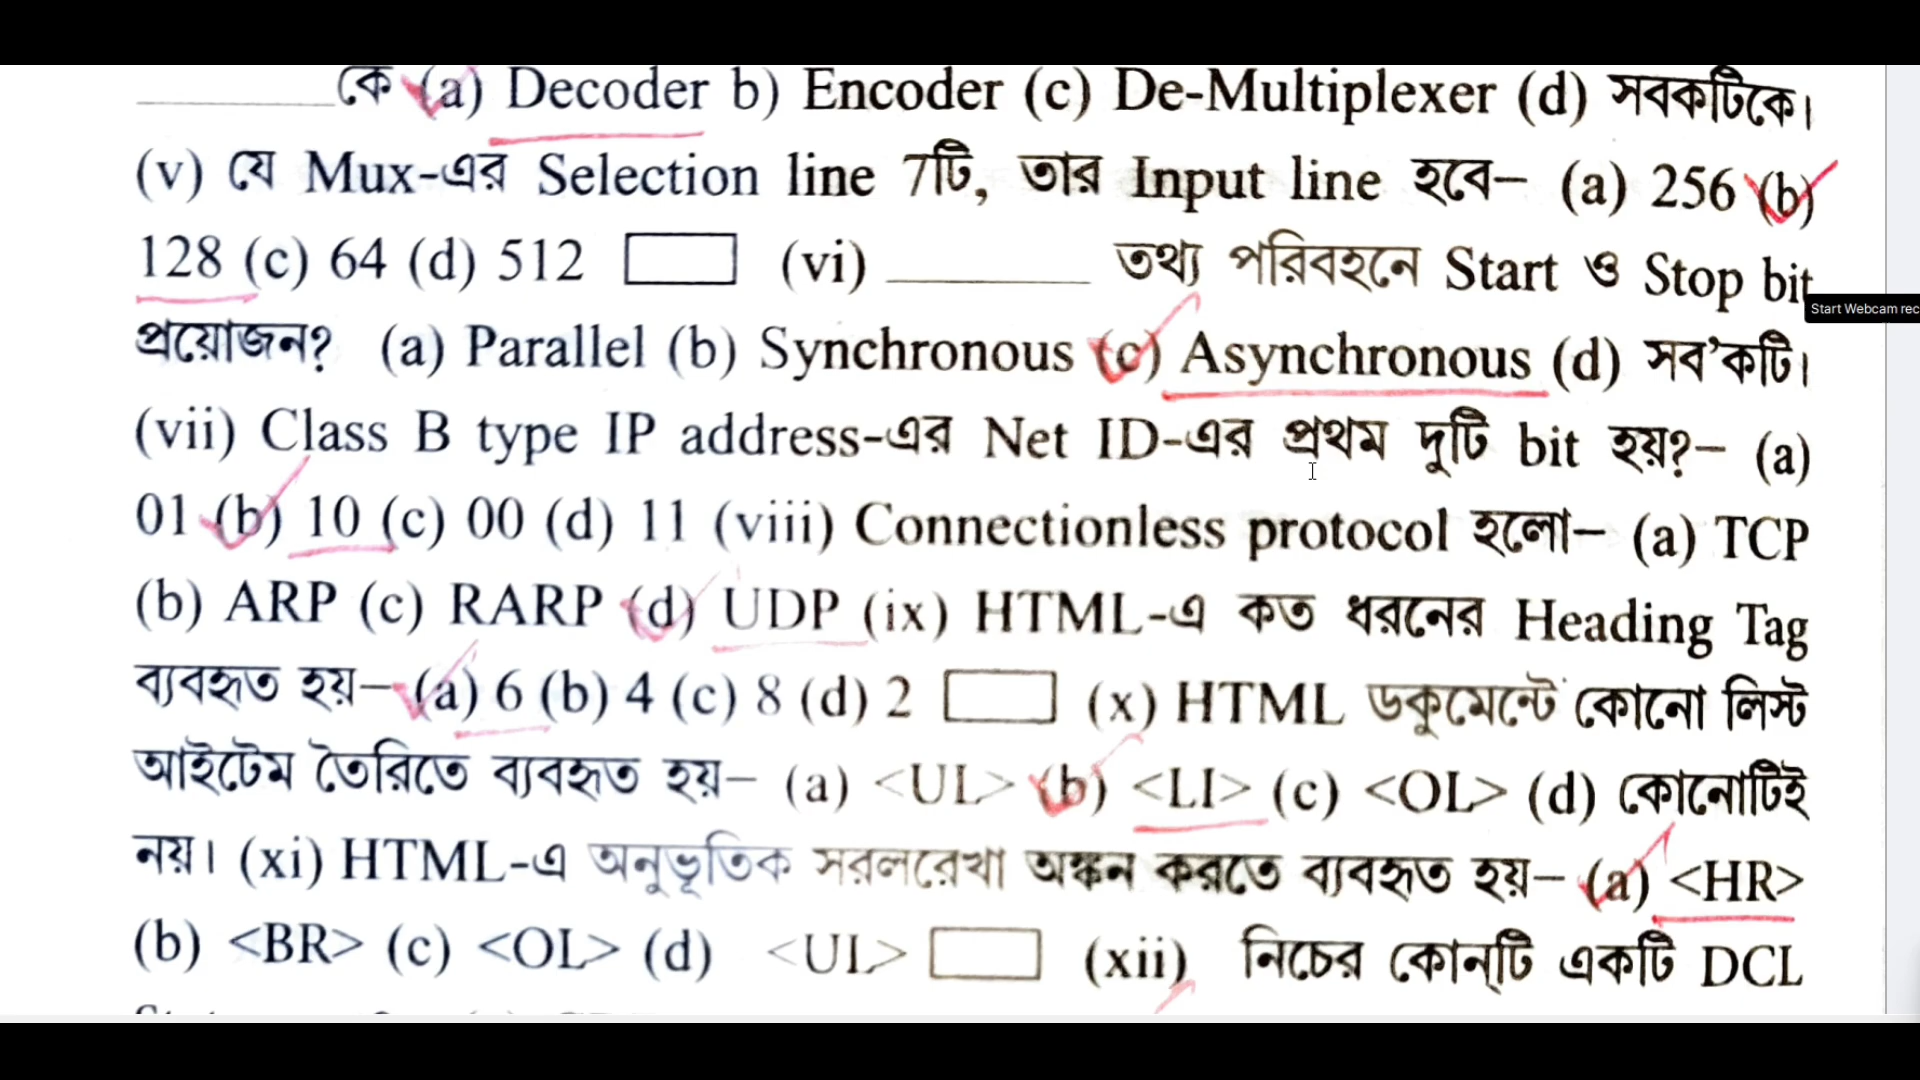 কে (a) Decoder b) Encoder (c) De-Multiplexer (d) সবকটিকে।
(v) যে Mux-এর Selection line 7টি, তার Input line হবে– (a) 256 (b)
128 (c) 64 (d) 512 (vi) তথ্য পরিবহনে Start ও Stop bit
Start Webcam rec
প্রয়োজন? (a) Parallel (b) Synchronous (c) Asynchronous (d) সব'কটি।
(vii) Class B type IP address-এর Net ID-এর প্রথম দুটি bit হয়?– (a)
01 (b) 10 (c) 00 (d) 11 (viii) Connectionless protocol হলো– (a) TCP
(b) ARP (c) RARP (d) UDP (ix) HTML-এ কত ধরনের Heading Tag
ব্যবহৃত হয়– (a) 6 (b) 4 (c) 8 (d) 2 (x) HTML ডকুমেন্টে কোনো লিস্ট
আইটেম তৈরিতে ব্যবহৃত হয়– (a) <UL> (b) <LI> (c) <OL> (d) কোনোটিই
নয়। (xi) HTML-এ অনুভূতিক সরলরেখা অঙ্কন করতে ব্যবহৃত হয়– (a) <HR>
(b) <BR> (c) <OL> (d) <UL> (xii) নিচের কোন্‌টি একটি DCL